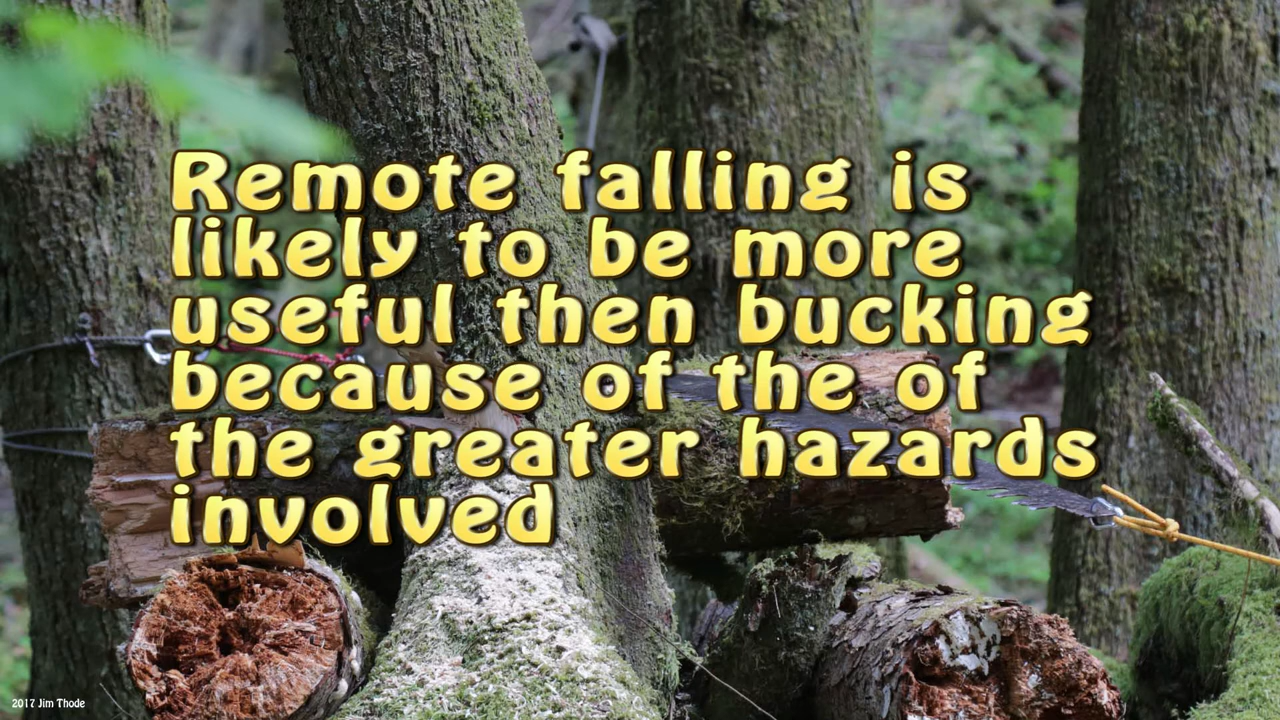 Remote falling is
likely to be more
useful then bucking
because of the of
the greater hazards
involved
2017 Jim Thode